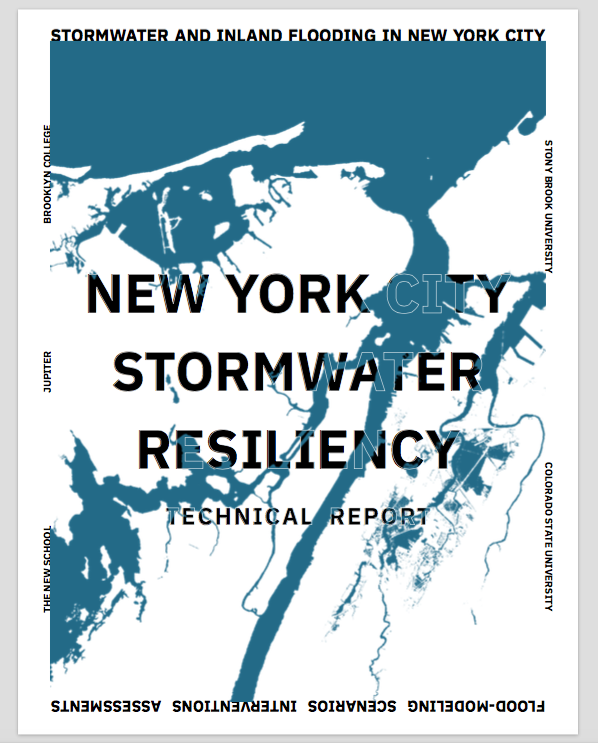 STORMWATER AND INLAND FLOODING IN NEW YORK CITY
BROOKLYN COLLEGE
STONY BROOK UNIVERSITY
NEW YORK CITY
STORMWATER
JUPITER
RESILIENCY
TECHNICAL REPORT
COLORADO STATE UNIVERSITY
THE NEW SCHOOL
FLOOD-MODELING SCENARIOS INTERVENTIONS ASSESSMENTS